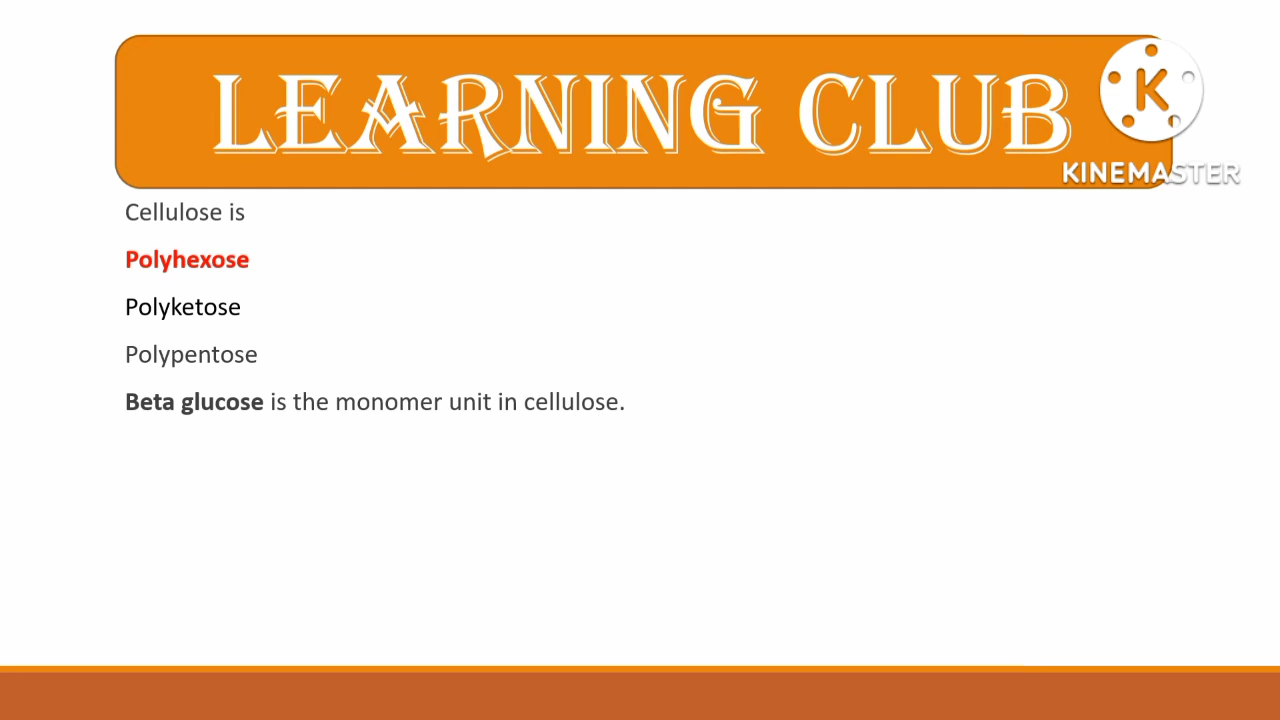 LEARNING CLUB
K
KINEMASTER
Cellulose is
Polyhexose
Polyketose
Polypentose
Beta glucose is the monomer unit in cellulose.